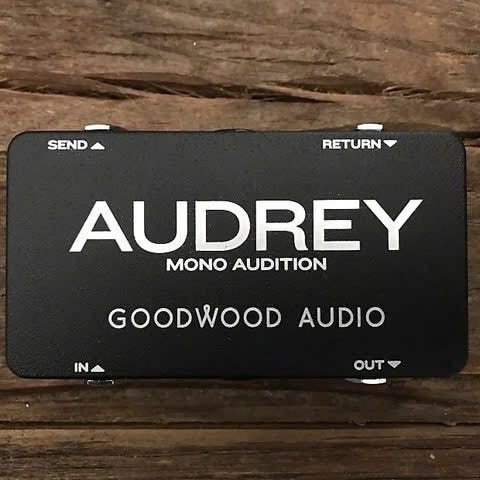 SEND▲ RETURN▼
AUDREY
MONO AUDITION
GOODWOOD AUDIO
IN▲ OUT▼